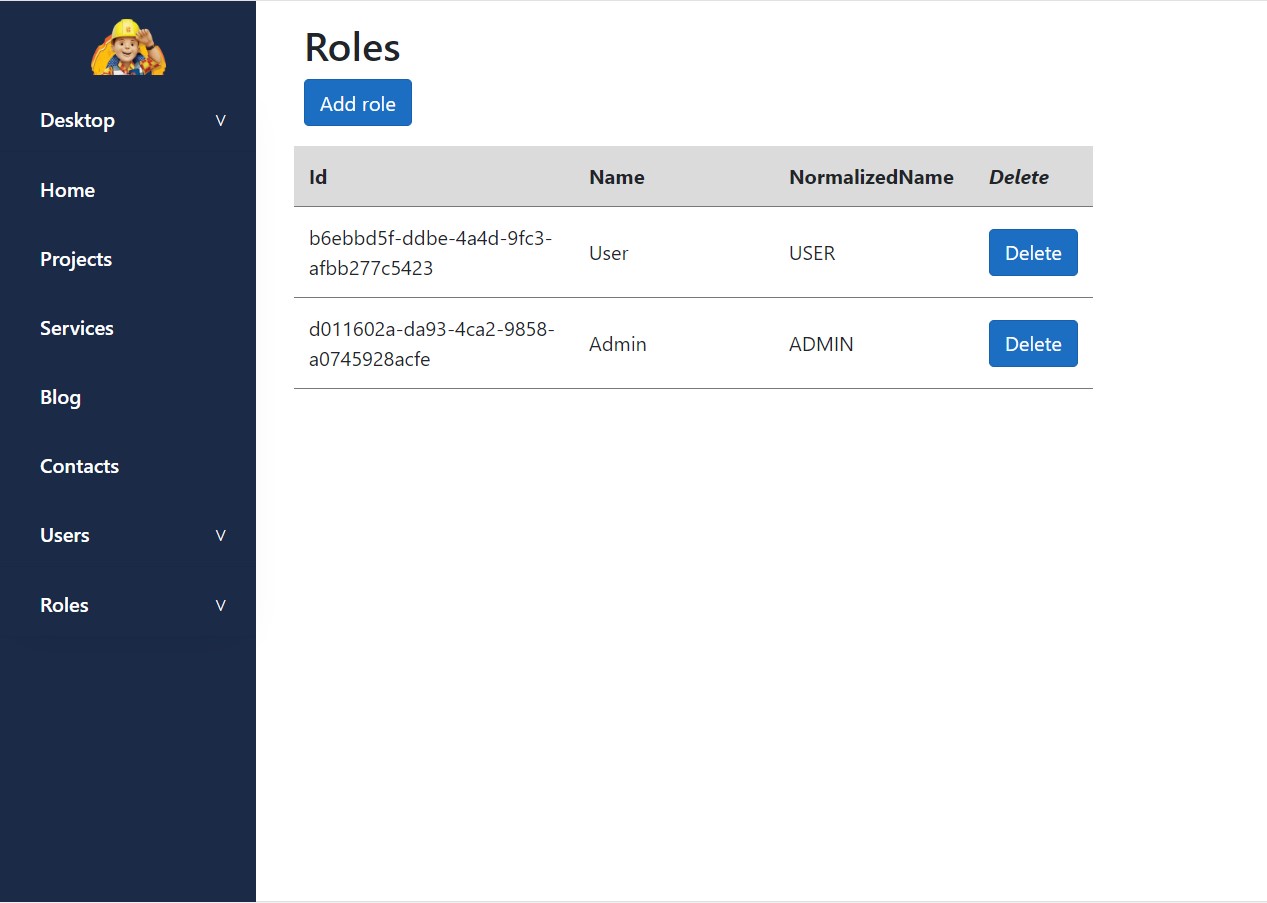 Desktop V
Home
Projects
Services
Blog
Contacts
Users V
Roles V
Roles
Add role
Id Name NormalizedName Delete
b6ebbd5f-ddbe-4a4d-9fc3-
afbb277c5423 User USER Delete
d011602a-da93-4ca2-9858-
a0745928acfe Admin ADMIN Delete